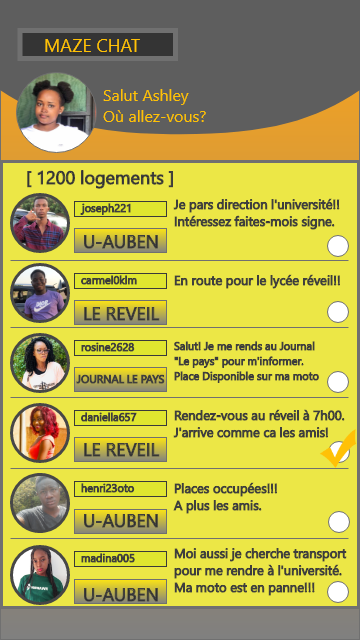 MAZE CHAT
Salut Ashley
Où allez-vous?
[ 1200 logements ]
joseph221
U-AUBEN
Je pars direction l'université!!
Intéressez faites-mois signe.
carmel0klm
LE REVEIL
En route pour le lycée réveil!!
rosine2628
JOURNAL LE PAYS
Salut! Je me rends au Journal
"Le pays" pour m'informer.
Place Disponible sur ma moto
daniella657
LE REVEIL
Rendez-vous au réveil à 7h00.
J'arrive comme ca les amis!
henri23oto
U-AUBEN
Places occupées!!!
A plus les amis.
madina005
U-AUBEN
Moi aussi je cherche transport
pour me rendre à l'université.
Ma moto est en panne!!!